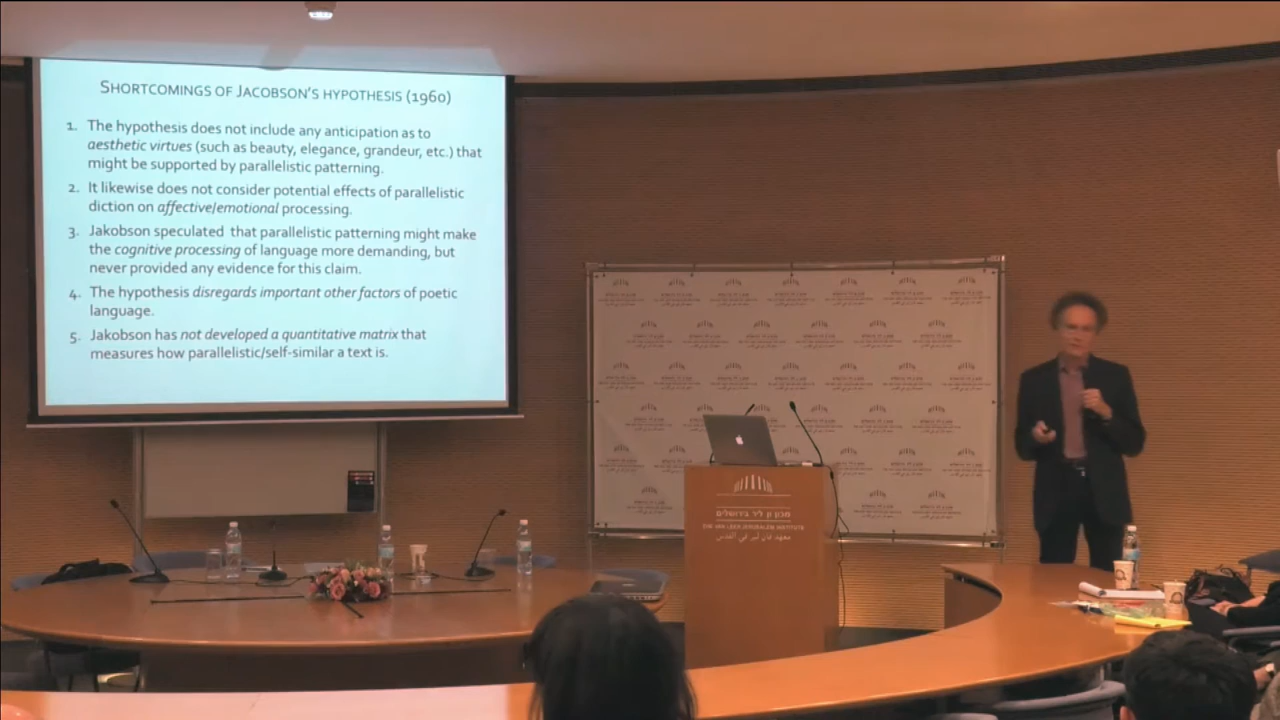 SHORTCOMINGS OF JACOBSON'S HYPOTHESIS (1960)
1. The hypothesis does not include any anticipation as to
aesthetic virtues (such as beauty, elegance, grandeur, etc.) that
might be supported by parallelistic patterning.
2. It likewise does not consider potential effects of parallelistic
diction on affective/emotional processing.
3. Jakobson speculated that parallelistic patterning might make
the cognitive processing of language more demanding, but
never provided any evidence for this claim.
4. The hypothesis disregards important other factors of poetic
language.
5. Jakobson has not developed a quantitative matrix that
measures how parallelistic/self-similar a text is.
מכון ון ליר בירושלים
THE VAN LEER JERUSALEM INSTITUTE
معهد فان لير في القدس